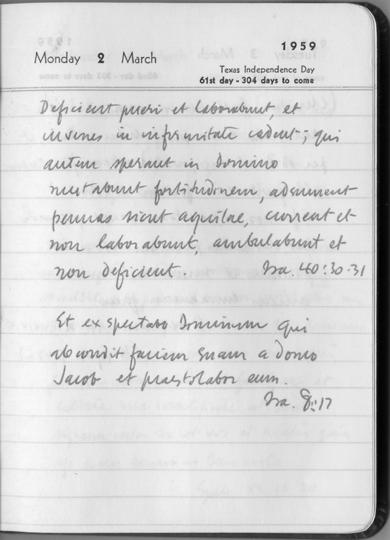 1959
Monday 2 March
Texas Independence Day
61st day - 304 days to come
Deficient pueri et laborabunt, et
iuvenes in infirmitate cadent; qui
autem sperant in Domino
mutabunt fortitudinem, adsument
pennas sicut aquilae, current et
non laborabunt, ambulabunt et
non deficient. Isa. 40:30-31
Et expectabo Dominum qui
abcondit faciem suam a domo
Jacob et praestolabor eum.
Isa. 8:17